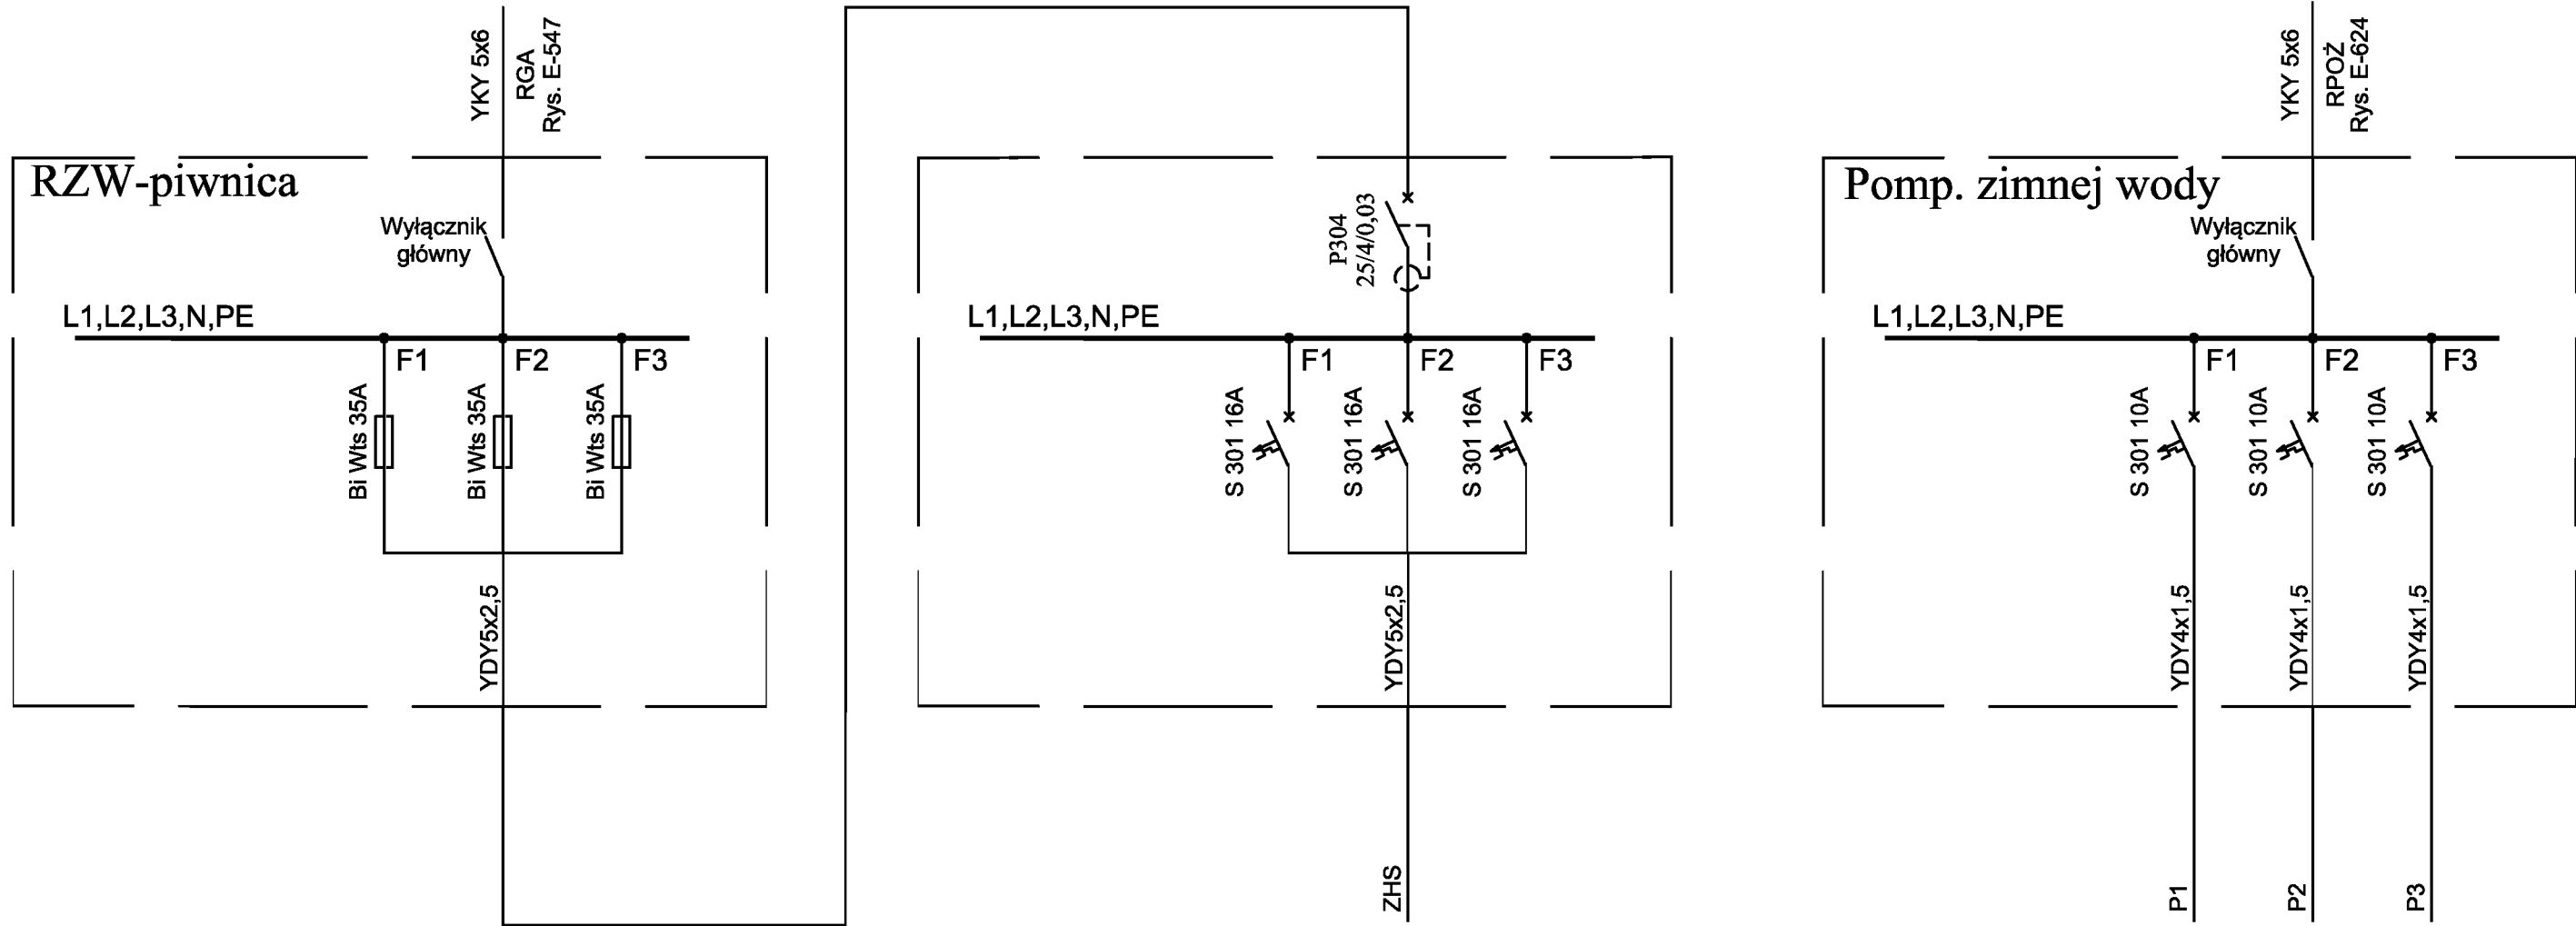 YKY 5x6
RGA
Rys. E-547
RZW-piwnica
Wyłącznik
główny
L1,L2,L3,N,PE
F1
F2
F3
Bi Wts 35A
Bi Wts 35A
Bi Wts 35A
YDY5x2,5
P304
25/4/0,03
L1,L2,L3,N,PE
F1
F2
F3
S 301 16A
S 301 16A
S 301 16A
YDY5x2,5
ZHS
YKY 5x6
RPOŻ
Rys. E-624
Pomp. zimnej wody
Wyłącznik
główny
L1,L2,L3,N,PE
F1
F2
F3
S 301 10A
S 301 10A
S 301 10A
YDY4x1,5
YDY4x1,5
YDY4x1,5
P1
P2
P3